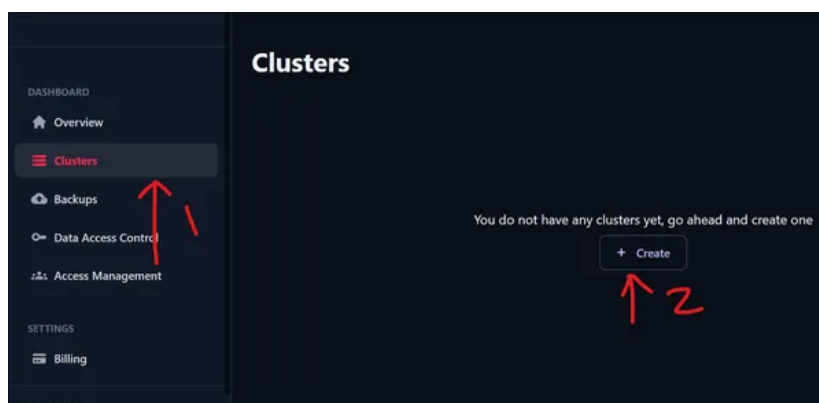 Clusters
DASHBOARD
Overview
Clusters
Backups
Data Access Control
Access Management
SETTINGS
Billing
You do not have any clusters yet, go ahead and create one
+ Create
1
2